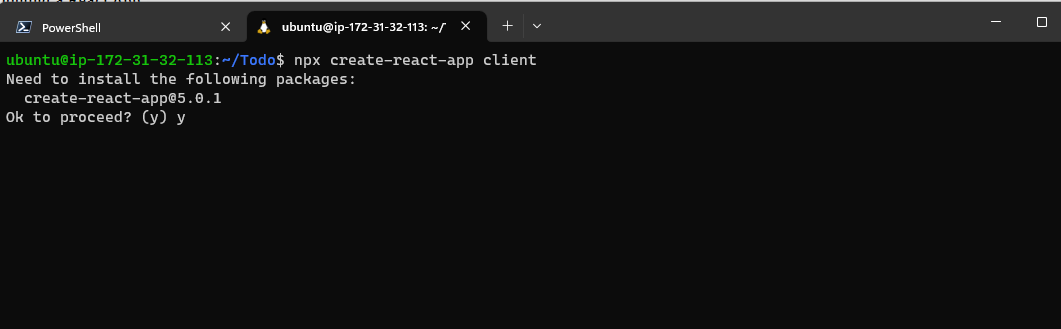 PowerShell
ubuntu@ip-172-31-32-113: ~/T
ubuntu@ip-172-31-32-113:~/Todo$ npx create-react-app client
Need to install the following packages:
  create-react-app@5.0.1
Ok to proceed? (y) y